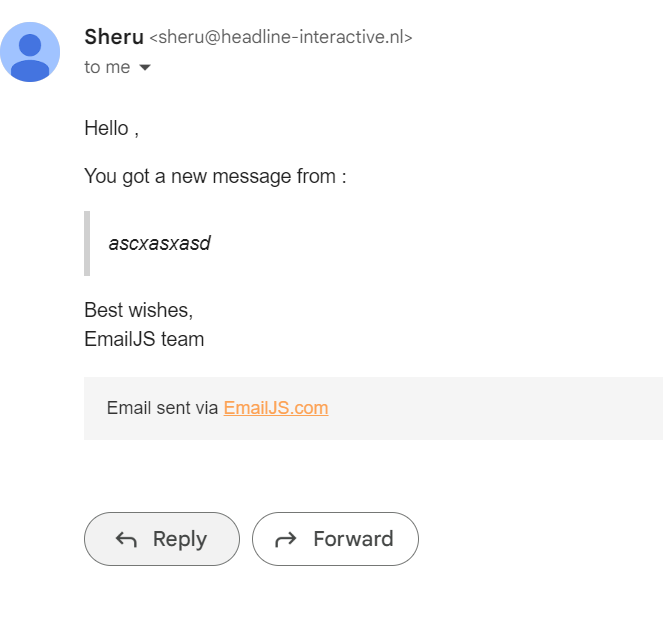 Sheru <sheru@headline-interactive.nl>
to me
Hello ,
You got a new message from :
ascxasxasd
Best wishes,
EmailJS team
Email sent via EmailJS.com
Reply Forward